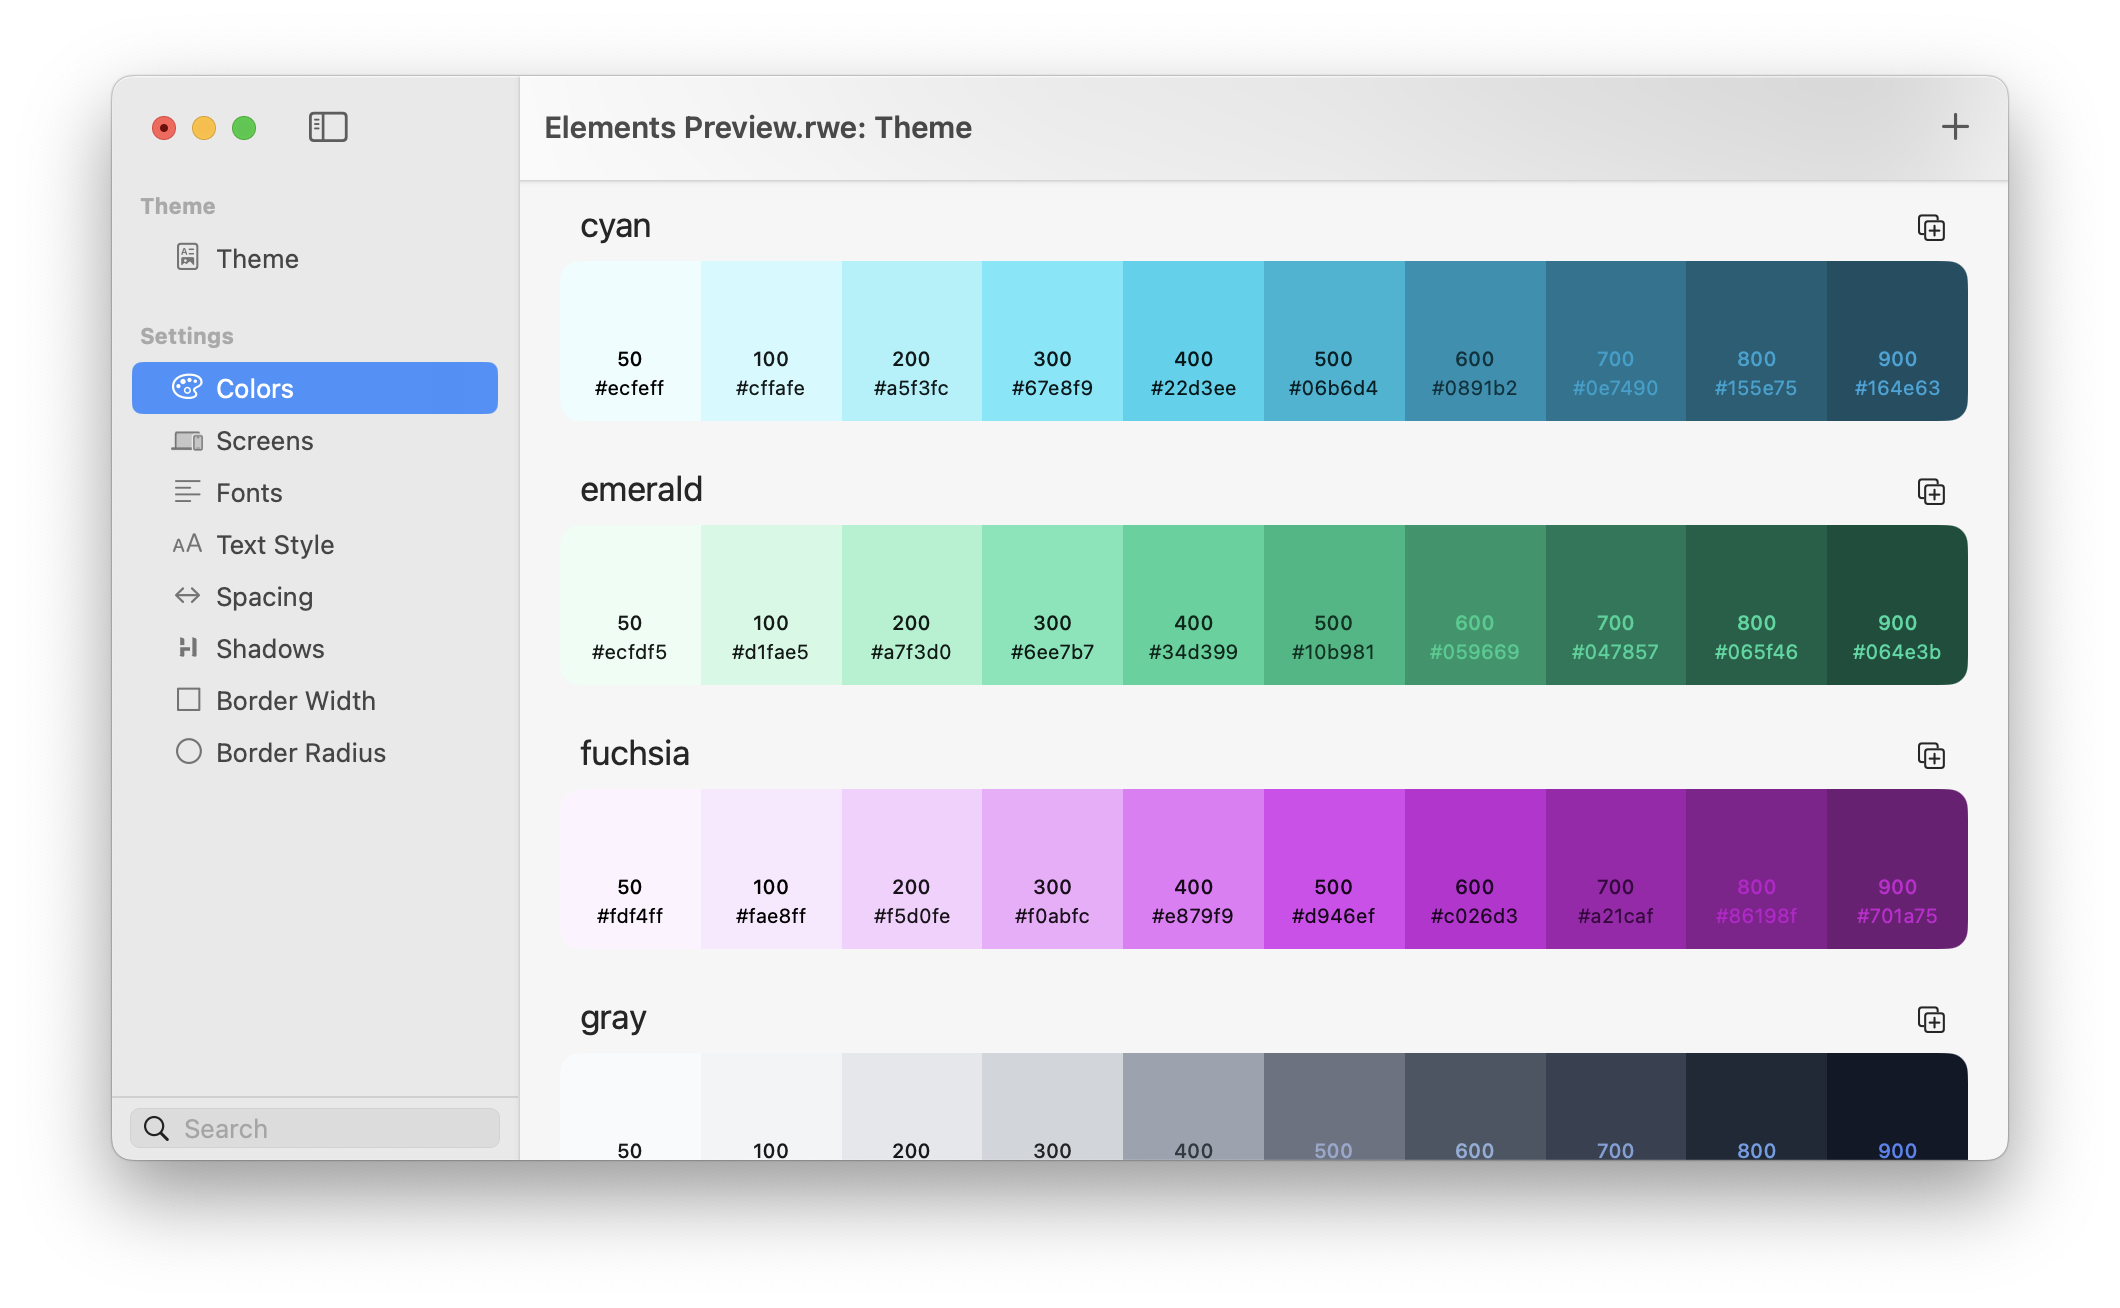 Elements Preview.rwe: Theme
Theme
Theme
Settings
Colors
Screens
Fonts
Text Style
Spacing
Shadows
Border Width
Border Radius
Search
cyan
50 100 200 300 400 500 600 700 800 900
#ecfeff #cffafe #a5f3fc #67e8f9 #22d3ee #06b6d4 #0891b2 #0e7490 #155e75 #164e63
emerald
50 100 200 300 400 500 600 700 800 900
#ecfdf5 #d1fae5 #a7f3d0 #6ee7b7 #34d399 #10b981 #059669 #047857 #065f46 #064e3b
fuchsia
50 100 200 300 400 500 600 700 800 900
#fdf4ff #fae8ff #f5d0fe #f0abfc #e879f9 #d946ef #c026d3 #a21caf #86198f #701a75
gray
50 100 200 300 400 500 600 700 800 900